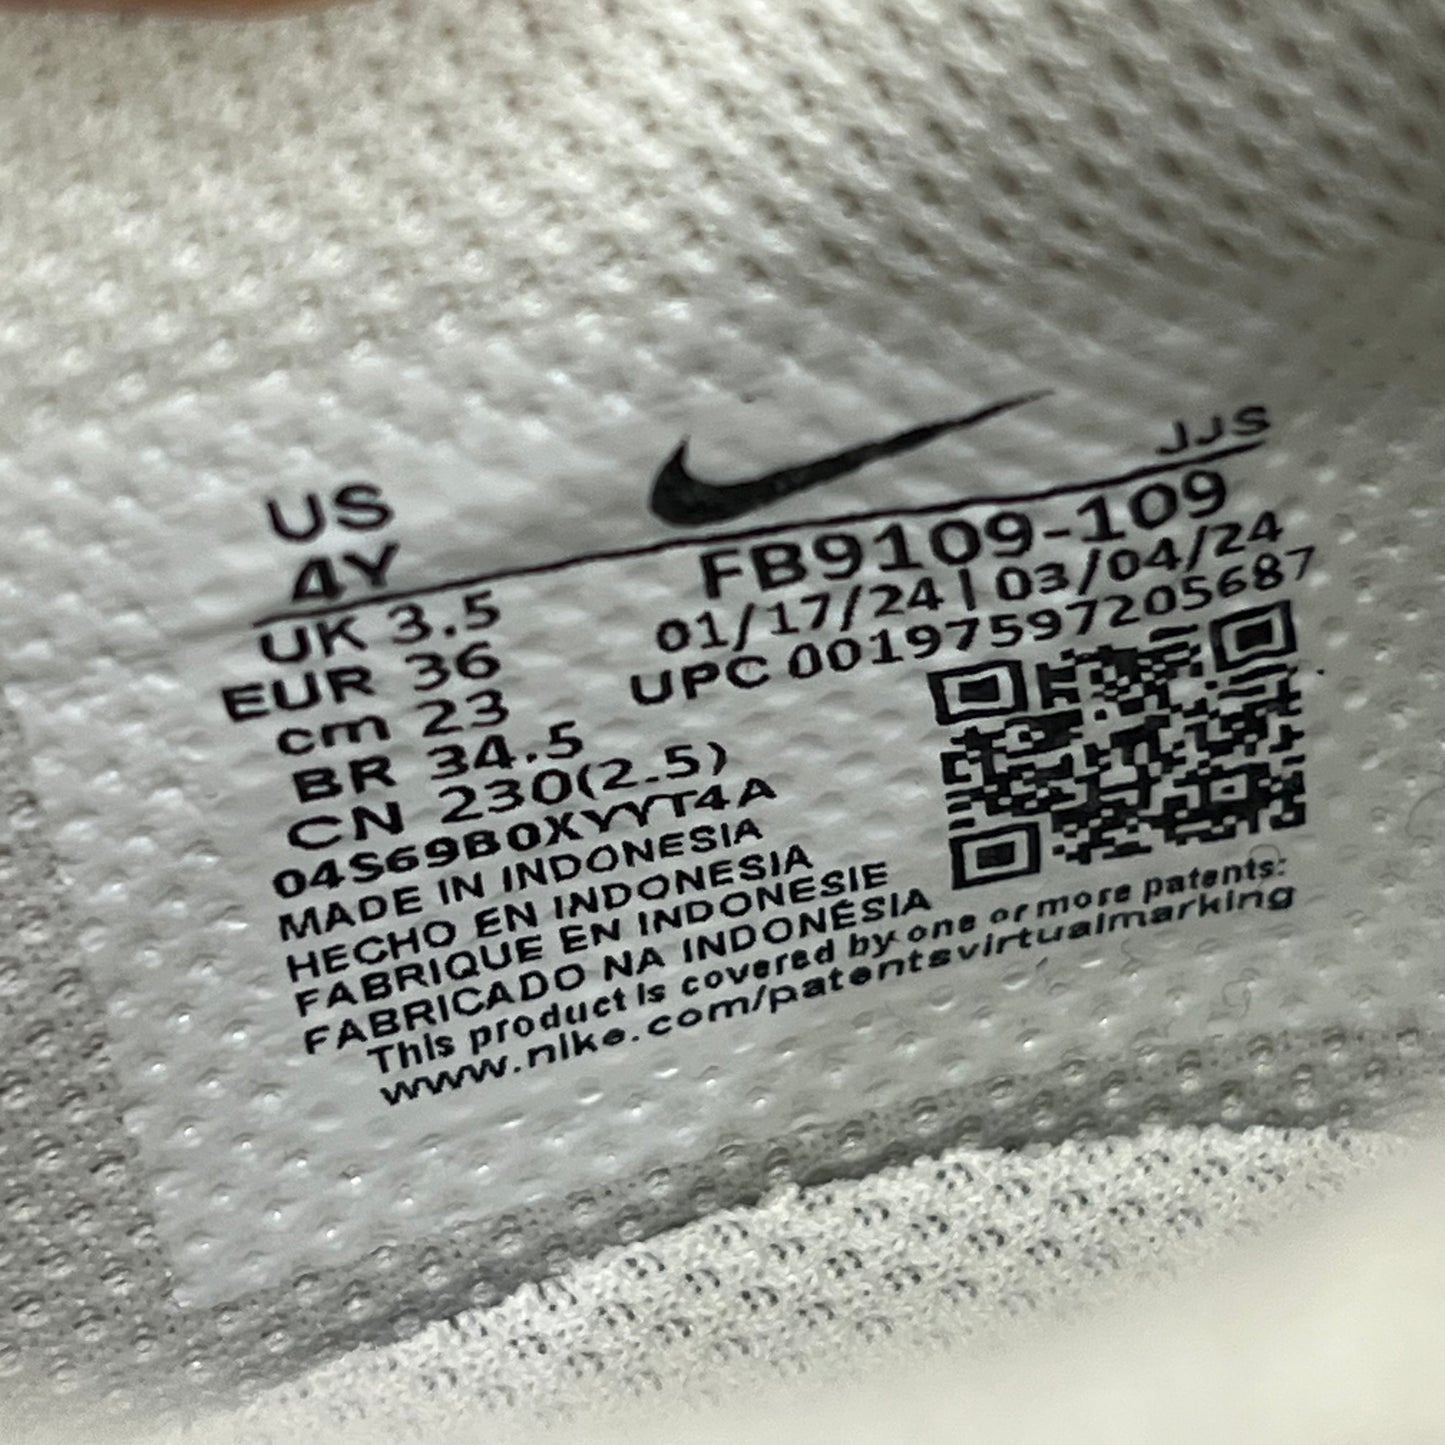 JJS
US
4Y
FB9109-109
01/17/24 | 03/04/24
UPC 00197597205687
UK 3.5
EUR 36
cm 23
BR 34.5
CN 230(2.5)
04S69B0XYYT4A
MADE IN INDONESIA
HECHO EN INDONESIA
FABRIQUE EN INDONESIE
FABRICADO NA INDONÉSIA
This product is covered by one or more patents:
www.nike.com/patentsvirtualmarking